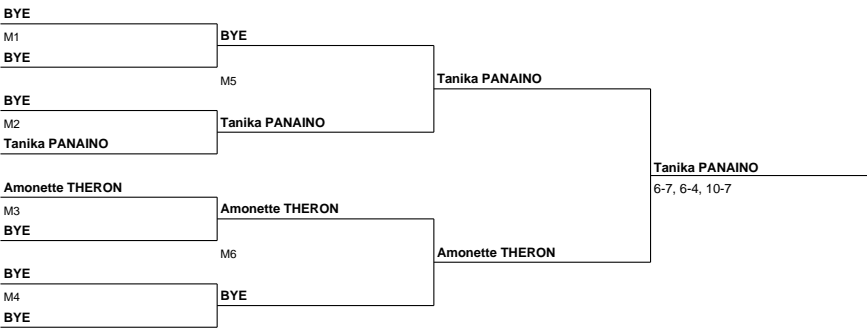 BYE
M1
BYE
BYE
M5
BYE
M2
Tanika PANAINO
Tanika PANAINO
Tanika PANAINO
Tanika PANAINO
6-7, 6-4, 10-7
Amonette THERON
M3
BYE
Amonette THERON
M6
Amonette THERON
BYE
M4
BYE
BYE